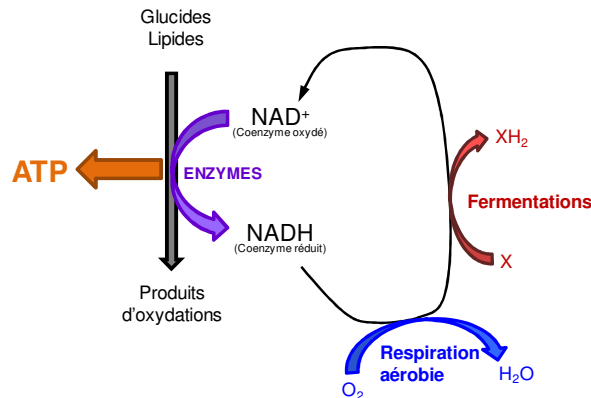 Glucides
Lipides
NAD⁺
(Coenzyme oxydé)
ATP
ENZYMES
NADH
(Coenzyme réduit)
Produits
d'oxydations
XH₂
Fermentations
X
Respiration
aérobie
O₂
H₂O